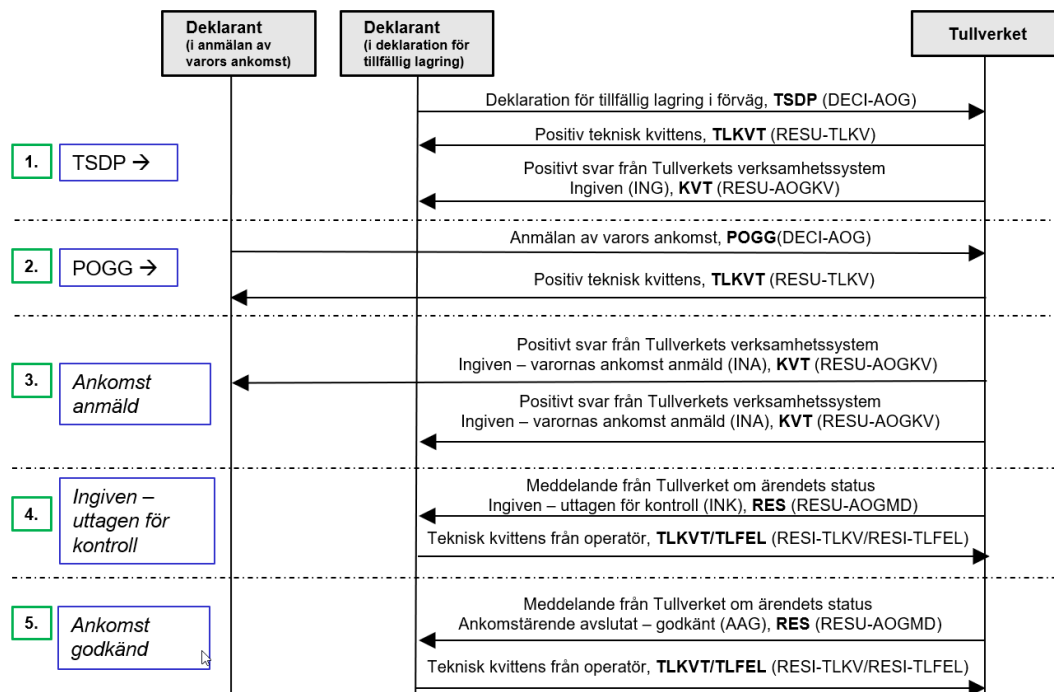 Deklarant
(i anmälan av
varors ankomst)
Deklarant
(i deklaration för
tillfällig lagring)
Tullverket
Deklaration för tillfällig lagring i förväg, TSDP (DECI-AOG)
Positiv teknisk kvittens, TLKVT (RESU-TLKV)
1.
TSDP →
Positivt svar från Tullverkets verksamhetssystem
Ingiven (ING), KVT (RESU-AOGKV)
Anmälan av varors ankomst, POGG(DECI-AOG)
2.
POGG →
Positiv teknisk kvittens, TLKVT (RESU-TLKV)
Positivt svar från Tullverkets verksamhetssystem
Ingiven – varornas ankomst anmäld (INA), KVT (RESU-AOGKV)
3.
Ankomst
anmäld
Positivt svar från Tullverkets verksamhetssystem
Ingiven – varornas ankomst anmäld (INA), KVT (RESU-AOGKV)
4.
Ingiven –
uttagen för
kontroll
Meddelande från Tullverket om ärendets status
Ingiven – uttagen för kontroll (INK), RES (RESU-AOGMD)
Teknisk kvittens från operatör, TLKVT/TLFEL (RESI-TLKV/RESI-TLFEL)
5.
Ankomst
godkänd
Meddelande från Tullverket om ärendets status
Ankomstärende avslutat – godkänt (AAG), RES (RESU-AOGMD)
Teknisk kvittens från operatör, TLKVT/TLFEL (RESI-TLKV/RESI-TLFEL)